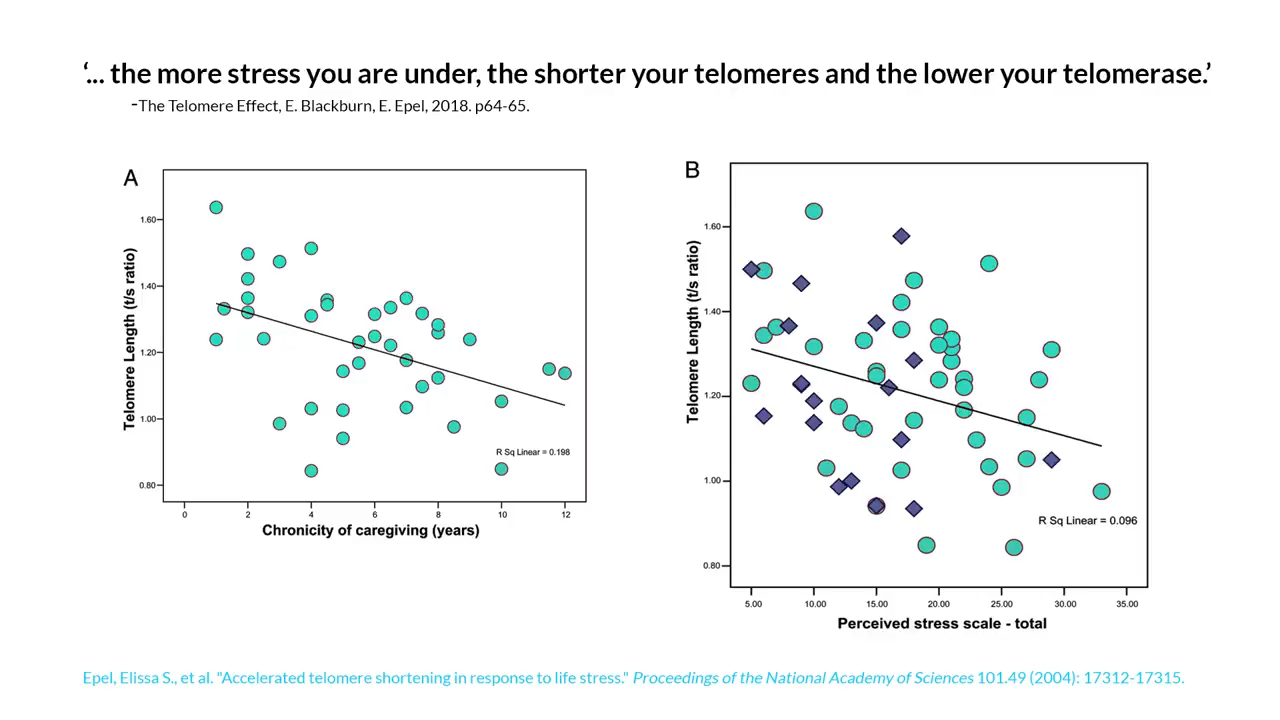 ‘... the more stress you are under, the shorter your telomeres and the lower your telomerase.’
-The Telomere Effect, E. Blackburn, E. Epel, 2018. p64-65.
A
Telomere Length (t/s ratio)
1.60
1.40
1.20
1.00
0.80
R Sq Linear = 0.198
0 2 4 6 8 10 12
Chronicity of caregiving (years)
B
Telomere Length (t/s ratio)
1.60
1.40
1.20
1.00
0.80
R Sq Linear = 0.096
5.00 10.00 15.00 20.00 25.00 30.00 35.00
Perceived stress scale - total
Epel, Elissa S., et al. "Accelerated telomere shortening in response to life stress." Proceedings of the National Academy of Sciences 101.49 (2004): 17312-17315.